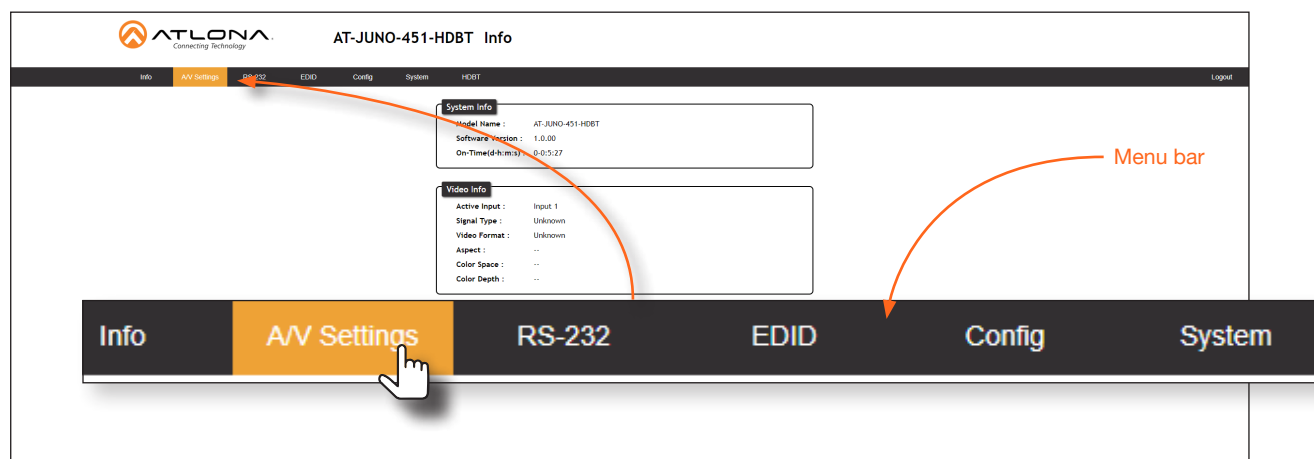 ATLONA.
Connecting Technology
AT-JUNO-451-HDBT Info
Info A/V Settings RS-232 EDID Config System HDBT Logout
System Info
Model Name : AT-JUNO-451-HDBT
Software Version : 1.0.00
On-Time(d-h:m:s) : 0-0:5:27
Menu bar
Video Info
Active Input : Input 1
Signal Type : Unknown
Video Format : Unknown
Aspect : --
Color Space : --
Color Depth : --
Info A/V Settings RS-232 EDID Config System